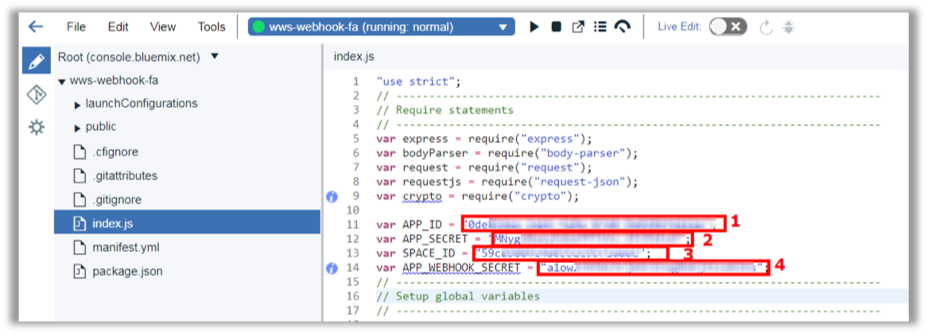 File Edit View Tools wws-webhook-fa (running: normal) Live Edit:
Root (console.bluemix.net)
wws-webhook-fa
launchConfigurations
public
.cfignore
.gitattributes
.gitignore
index.js
manifest.yml
package.json
index.js
1 "use strict";
2 // ----------------------------------------------------------------------------
3 // Require statements
4 // ----------------------------------------------------------------------------
5 var express = require("express");
6 var bodyParser = require("body-parser");
7 var request = require("request");
8 var requestjs = require("request-json");
9 var crypto = require("crypto");
10
11 var APP_ID = "0de 1
12 var APP_SECRET = "MNyg 2
13 var SPACE_ID = "59c "; 3
14 var APP_WEBHOOK_SECRET = "alow. "; 4
15 // ----------------------------------------------------------------------------
16 // Setup global variables
17 // ----------------------------------------------------------------------------